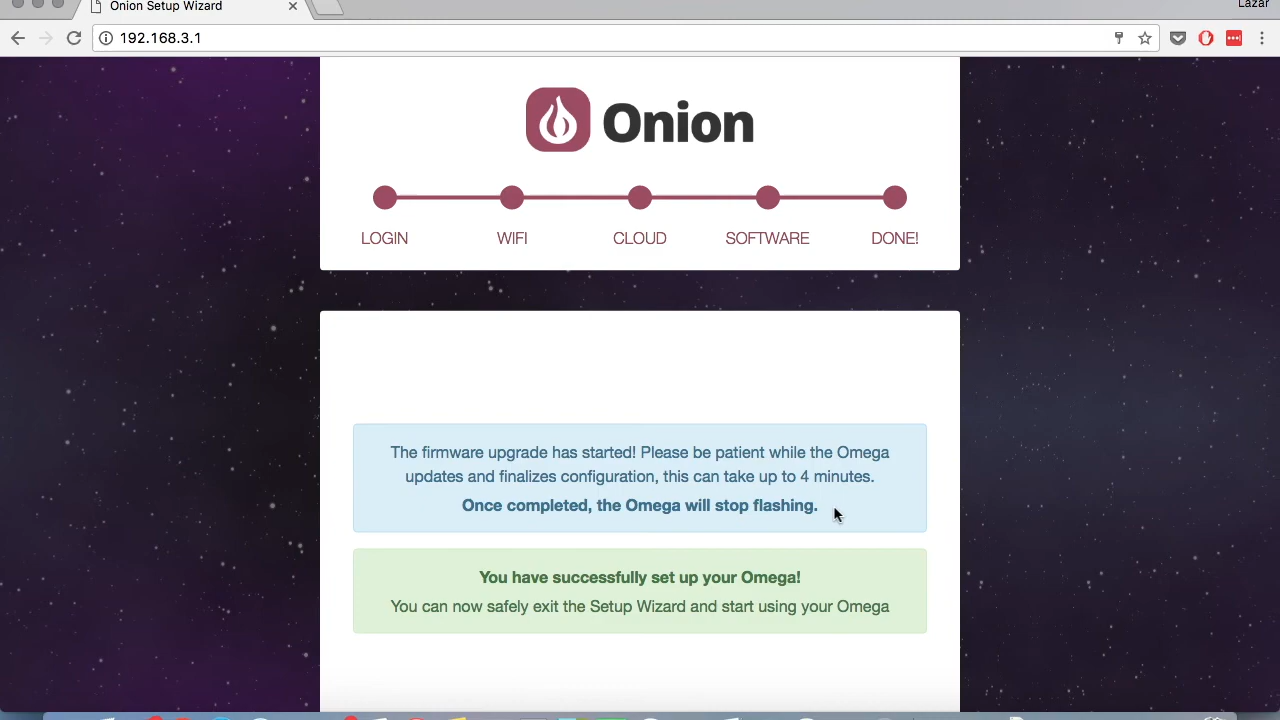 Onion Setup Wizard
Lazar
192.168.3.1
Onion
LOGIN WIFI CLOUD SOFTWARE DONE!
The firmware upgrade has started! Please be patient while the Omega
updates and finalizes configuration, this can take up to 4 minutes.
Once completed, the Omega will stop flashing.
You have successfully set up your Omega!
You can now safely exit the Setup Wizard and start using your Omega